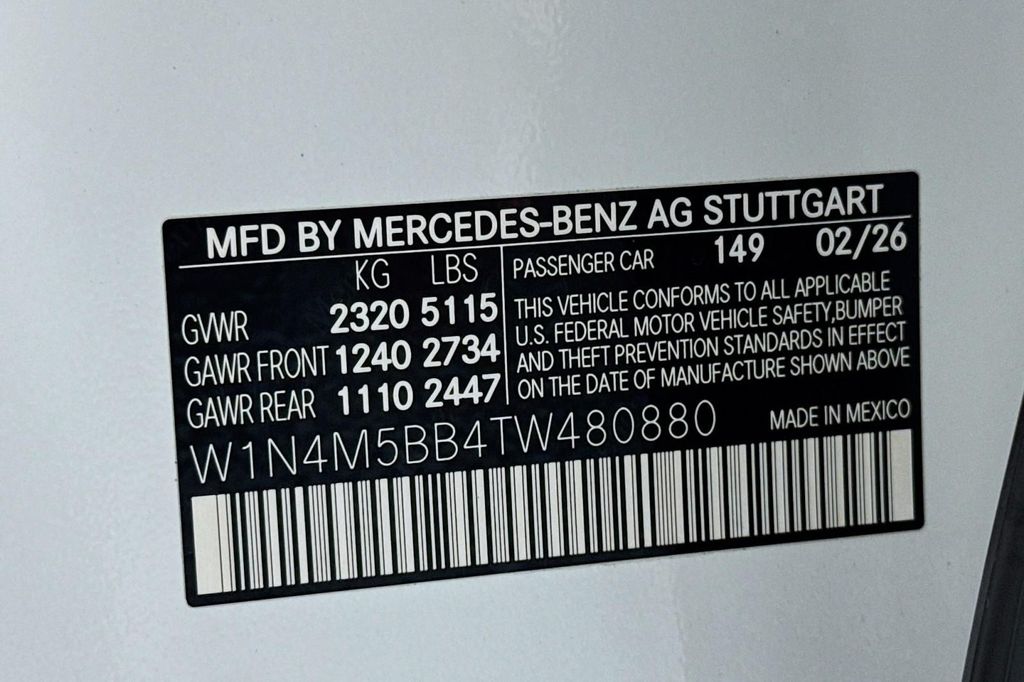 MFD BY MERCEDES-BENZ AG STUTTGART
KG LBS
GVWR 2320 5115
GAWR FRONT 1240 2734
GAWR REAR 1110 2447
PASSENGER CAR 149 02/26
THIS VEHICLE CONFORMS TO ALL APPLICABLE
U.S. FEDERAL MOTOR VEHICLE SAFETY,BUMPER
AND THEFT PREVENTION STANDARDS IN EFFECT
ON THE DATE OF MANUFACTURE SHOWN ABOVE
W1N4M5BB4TW480880
MADE IN MEXICO